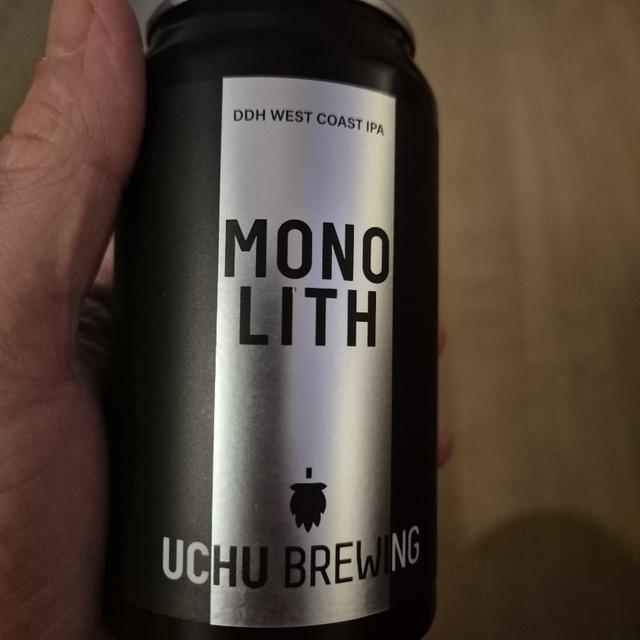 DDH WEST COAST IPA
MONO
LITH
UCHU BREWING